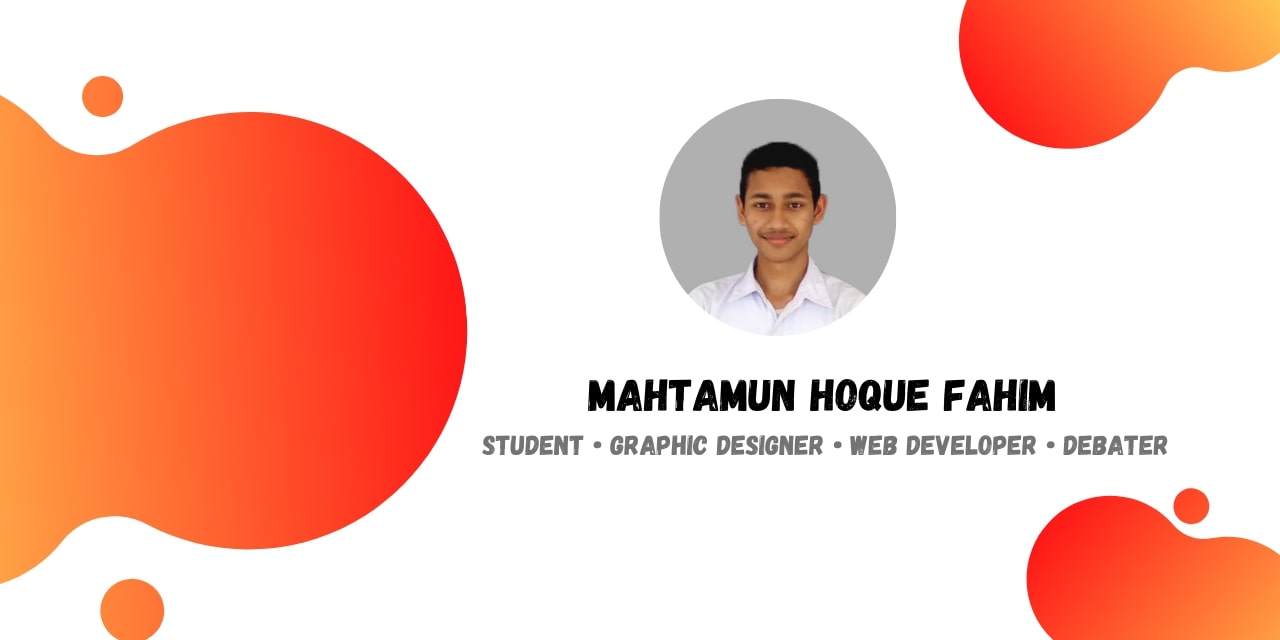 MAHTAMUN HOQUE FAHIM
STUDENT • GRAPHIC DESIGNER • WEB DEVELOPER • DEBATER